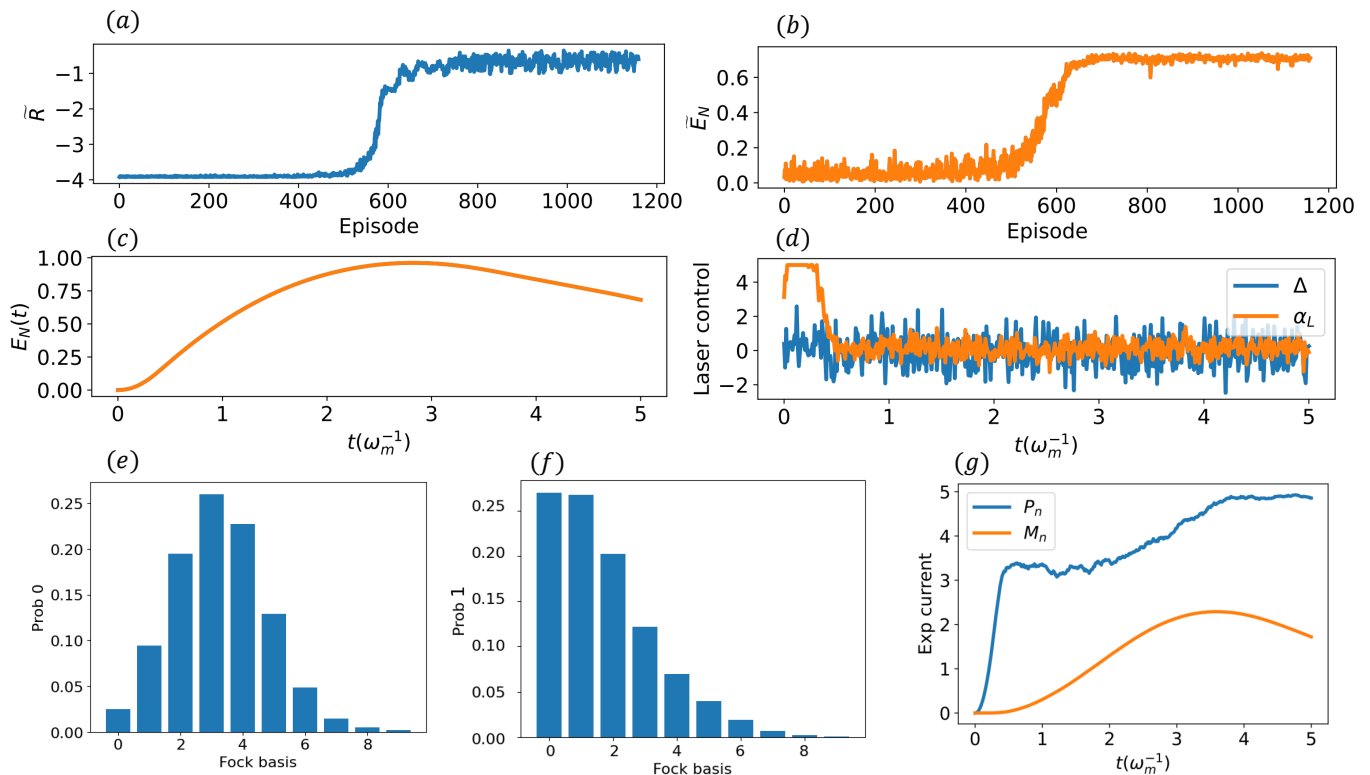 (a)
−1
−2
−3
−4
R̃
0 200 400 600 800 1000 1200
Episode
(b)
0.6
0.4
0.2
0.0
Ẽ_N
0 200 400 600 800 1000 1200
Episode
(c)
1.00
0.75
0.50
0.25
0.00
E_N(t)
0 1 2 3 4 5
t(ω_m^{-1})
(d)
4
2
0
−2
Laser control
Δ
α_L
0 1 2 3 4 5
t(ω_m^{-1})
(e)
0.25
0.20
0.15
0.10
0.05
0.00
Prob 0
0 2 4 6 8
Fock basis
(f)
0.25
0.20
0.15
0.10
0.05
0.00
Prob 1
0 2 4 6 8
Fock basis
(g)
5
4
3
2
1
0
Exp current
P_n
M_n
0 1 2 3 4 5
t(ω_m^{-1})